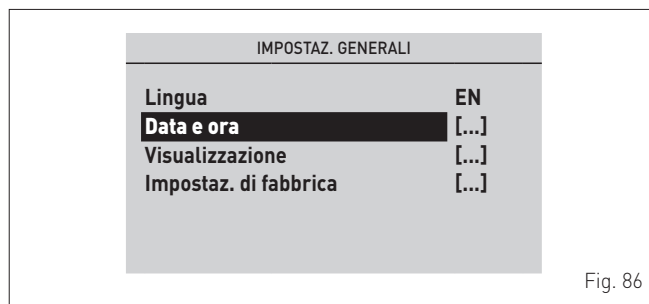 IMPOSTAZ. GENERALI
Lingua EN
Data e ora [...]
Visualizzazione [...]
Impostaz. di fabbrica [...]
Fig. 86